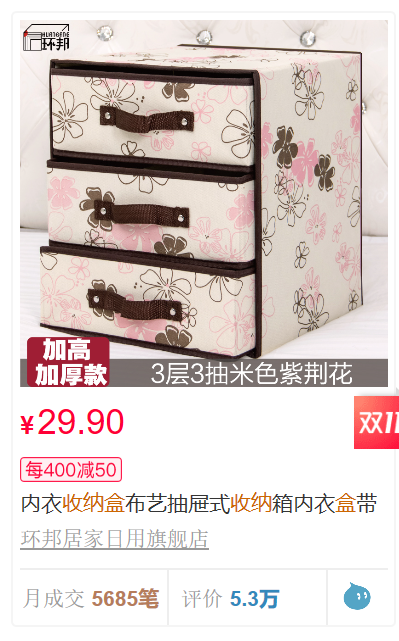 HUANGBANG
环邦
加高
加厚款
3层3抽米色紫荆花
¥29.90
双11
每400减50
内衣收纳盒布艺抽屉式收纳箱内衣盒带
环邦居家日用旗舰店
月成交 5685笔 评价 5.3万